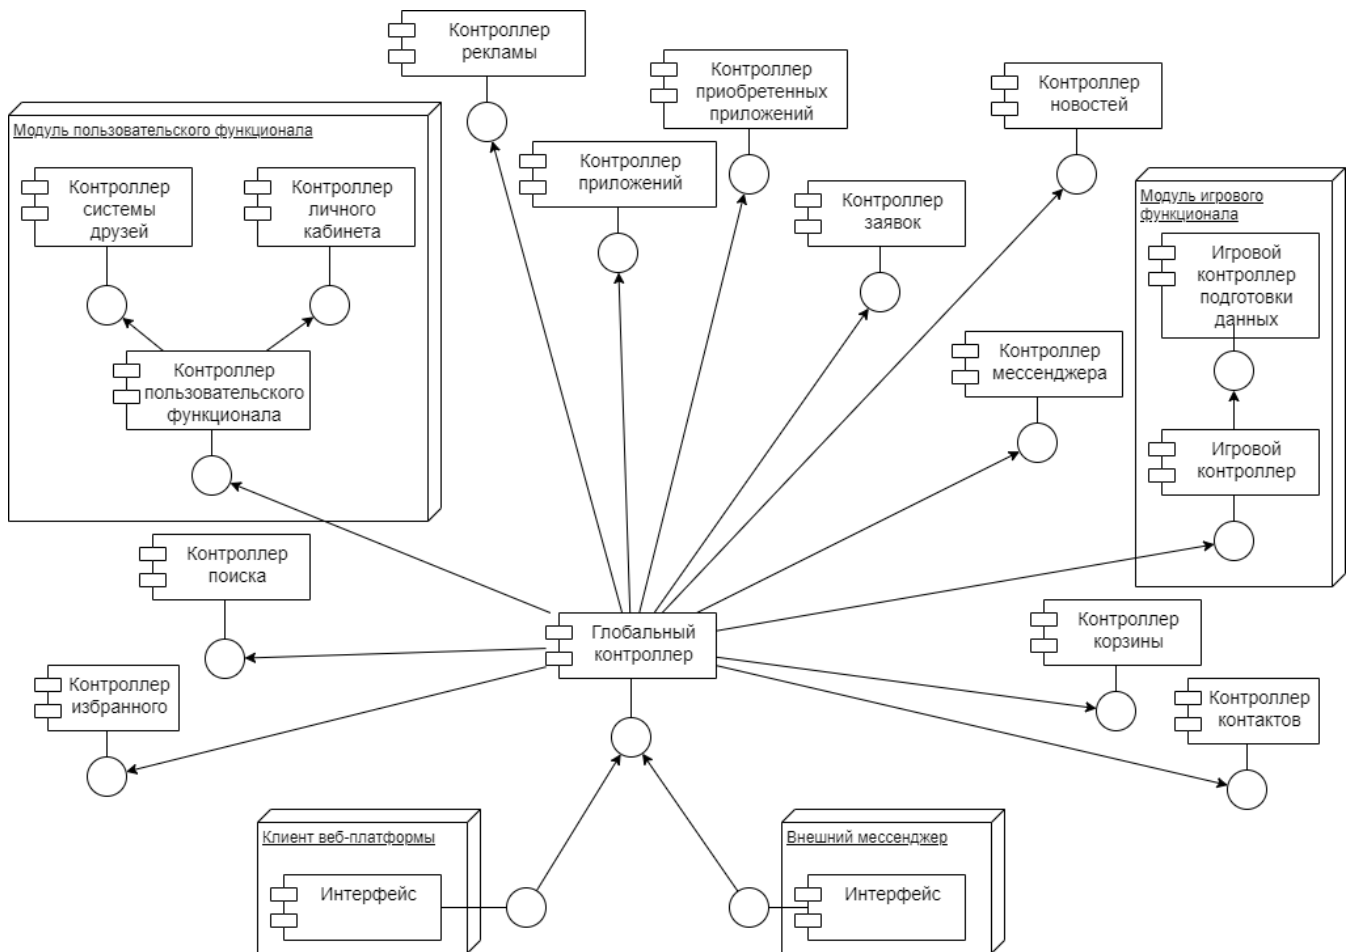 Контроллер
рекламы
Контроллер
приобретенных
приложений
Контроллер
новостей
Модуль пользовательского функционала
Контроллер
системы
друзей
Контроллер
личного
кабинета
Контроллер
приложений
Контроллер
заявок
Модуль игрового
функционала
Игровой
контроллер
подготовки
данных
Контроллер
пользовательского
функционала
Контроллер
мессенджера
Игровой
контроллер
Контроллер
поиска
Глобальный
контроллер
Контроллер
корзины
Контроллер
избранного
Контроллер
контактов
Клиент веб-платформы
Интерфейс
Внешний мессенджер
Интерфейс